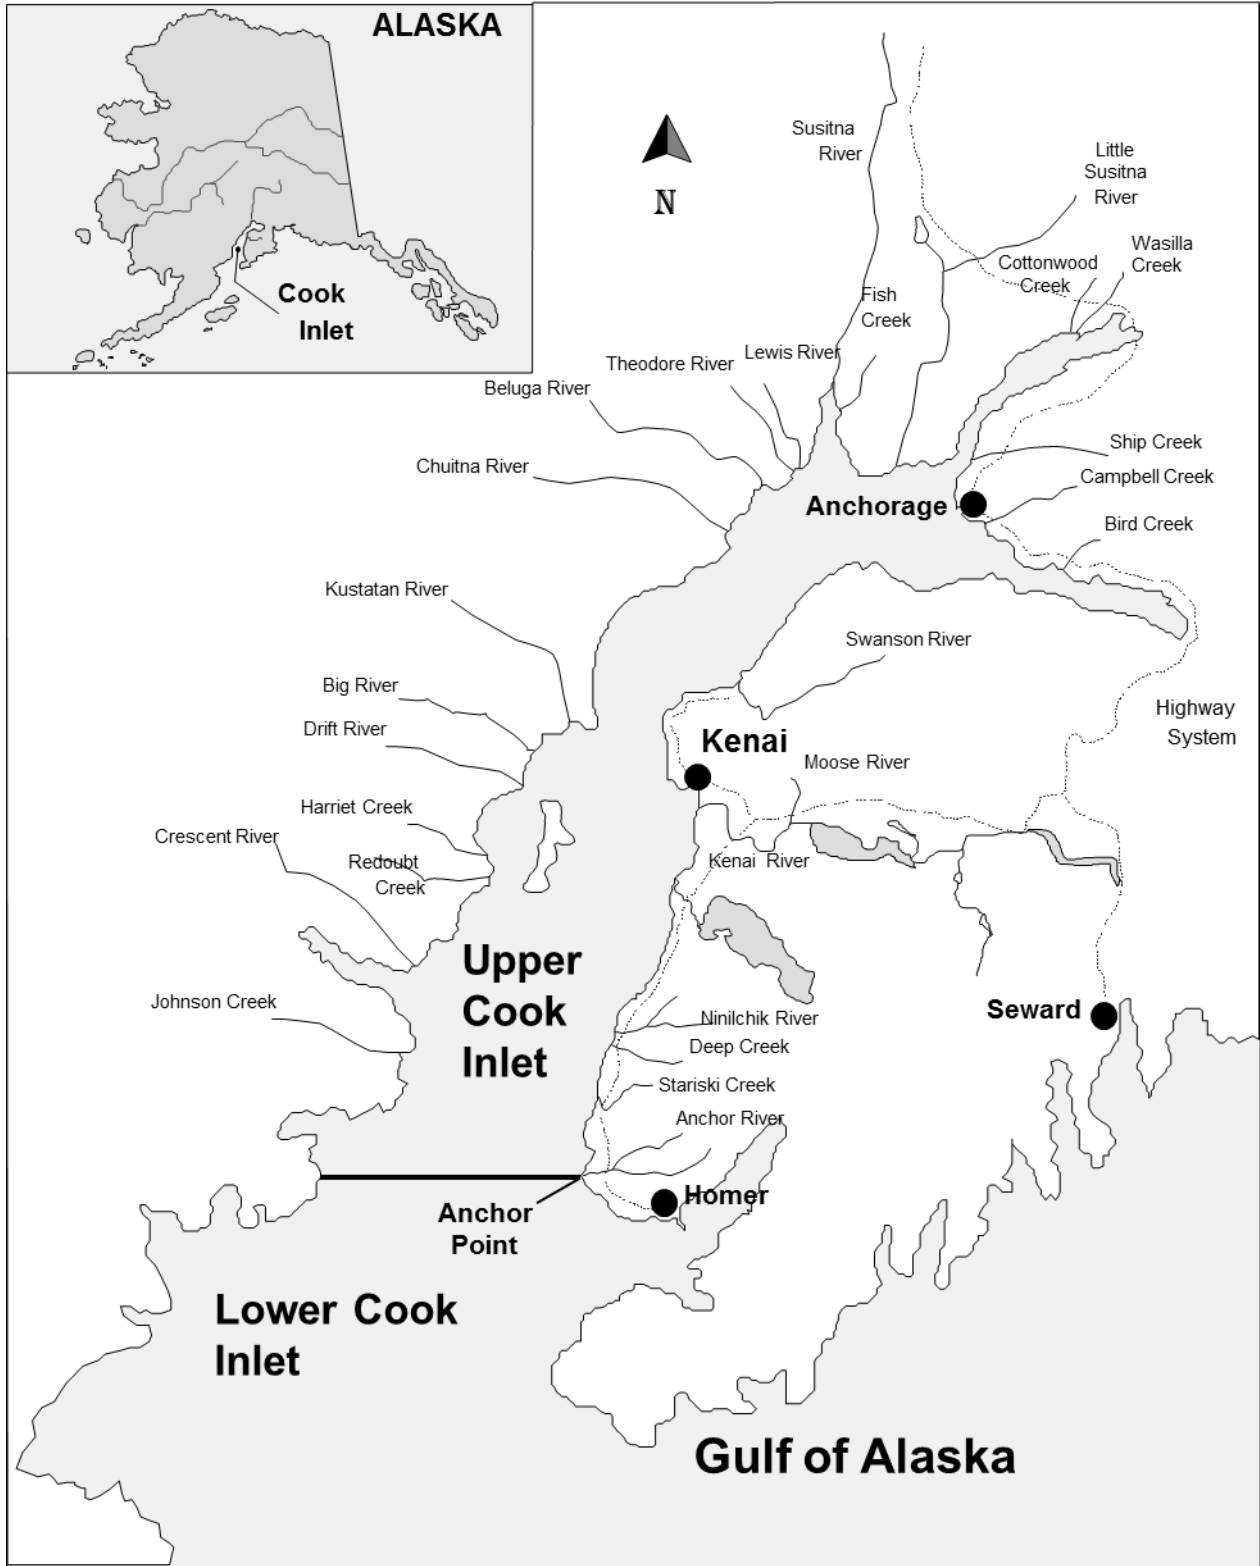 ALASKA
Cook
Inlet
N
Susitna
River
Little
Susitna
River
Wasilla
Creek
Cottonwood
Creek
Fish
Creek
Lewis River
Theodore River
Beluga River
Chuitna River
Ship Creek
Campbell Creek
Anchorage
Bird Creek
Kustatan River
Swanson River
Big River
Drift River
Highway
System
Kenai
Moose River
Harriet Creek
Crescent River
Redoubt
Creek
Kenai River
Upper
Cook
Inlet
Johnson Creek
Seward
Ninilchik River
Deep Creek
Stariski Creek
Anchor River
Homer
Anchor
Point
Lower Cook
Inlet
Gulf of Alaska